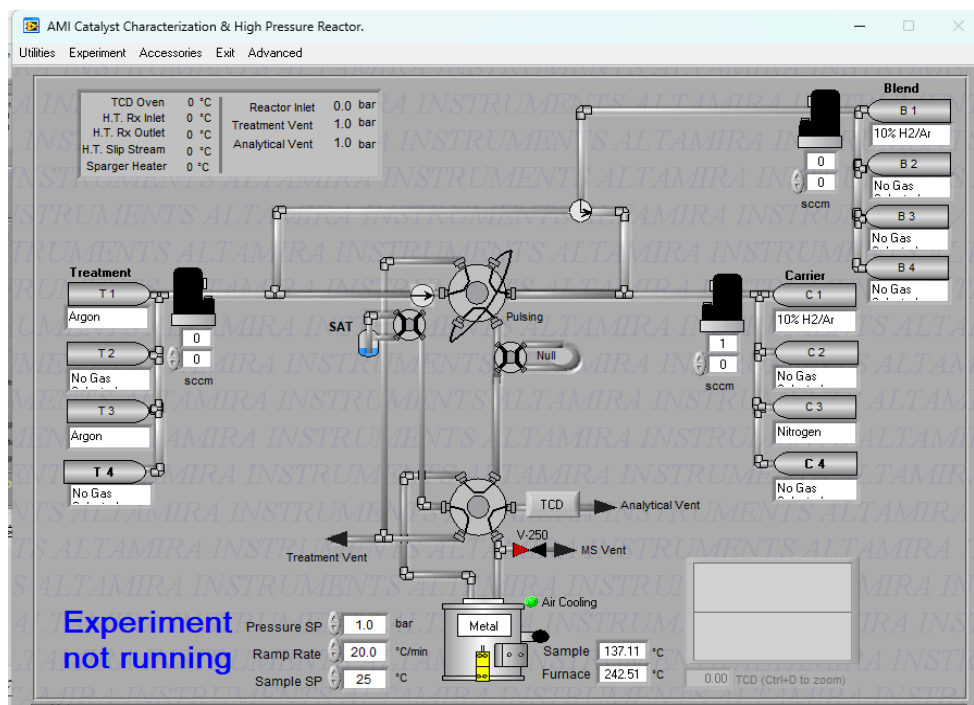 AMI Catalyst Characterization & High Pressure Reactor.
Utilities Experiment Accessories Exit Advanced
TCD Oven 0 °C
H.T. Rx Inlet 0 °C
H.T. Rx Outlet 0 °C
H.T. Slip Stream 0 °C
Sparger Heater 0 °C
Reactor Inlet 0.0 bar
Treatment Vent 1.0 bar
Analytical Vent 1.0 bar
Blend
B 1
10% H2/Ar
B 2
No Gas
B 3
No Gas
B 4
No Gas
0
0
sccm
Treatment
T 1
Argon
T 2
No Gas
T 3
Argon
T 4
No Gas
0
0
sccm
SAT
Pulsing
Null
Carrier
C 1
10% H2/Ar
C 2
No Gas
C 3
Nitrogen
C 4
No Gas
1
0
sccm
TCD
Analytical Vent
V-250
MS Vent
Treatment Vent
Air Cooling
Metal
Experiment
not running
Pressure SP 1.0 bar
Ramp Rate 20.0 °C/min
Sample SP 25 °C
Sample 137.11 °C
Furnace 242.51 °C
0.00 TCD (Ctrl+D to zoom)
ALTAMIRA INSTRUMENTS